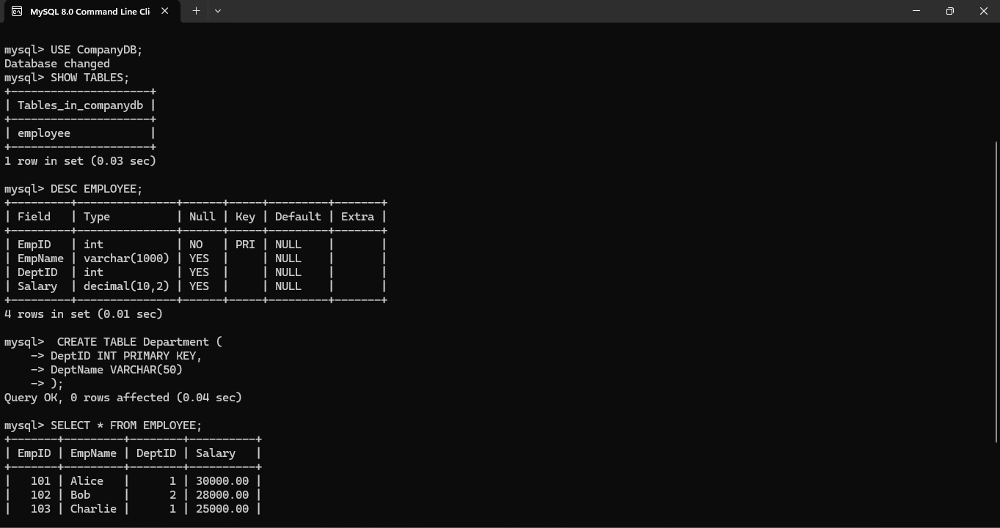 MySQL 8.0 Command Line Cli
mysql> USE CompanyDB;
Database changed
mysql> SHOW TABLES;
+---------------------+
| Tables_in_companydb |
+---------------------+
| employee            |
+---------------------+
1 row in set (0.03 sec)

mysql> DESC EMPLOYEE;
+---------+---------------+------+-----+---------+-------+
| Field   | Type          | Null | Key | Default | Extra |
+---------+---------------+------+-----+---------+-------+
| EmpID   | int           | NO   | PRI | NULL    |       |
| EmpName | varchar(1000) | YES  |     | NULL    |       |
| DeptID  | int           | YES  |     | NULL    |       |
| Salary  | decimal(10,2) | YES  |     | NULL    |       |
+---------+---------------+------+-----+---------+-------+
4 rows in set (0.01 sec)

mysql>  CREATE TABLE Department (
    -> DeptID INT PRIMARY KEY,
    -> DeptName VARCHAR(50)
    -> );
Query OK, 0 rows affected (0.04 sec)

mysql> SELECT * FROM EMPLOYEE;
+-------+---------+--------+----------+
| EmpID | EmpName | DeptID | Salary   |
+-------+---------+--------+----------+
|   101 | Alice   |      1 | 30000.00 |
|   102 | Bob     |      2 | 28000.00 |
|   103 | Charlie |      1 | 25000.00 |